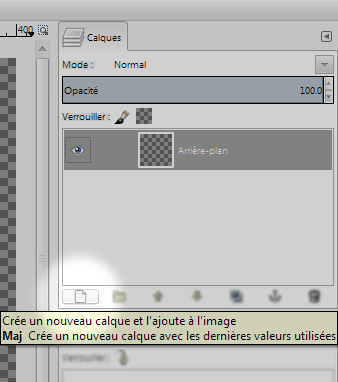 400
Calques
Mode : Normal
Opacité 100.0
Verrouiller :
Arrière-plan
Crée un nouveau calque et l'ajoute à l'image
Maj Crée un nouveau calque avec les dernières valeurs utilisées
Verrouiller :